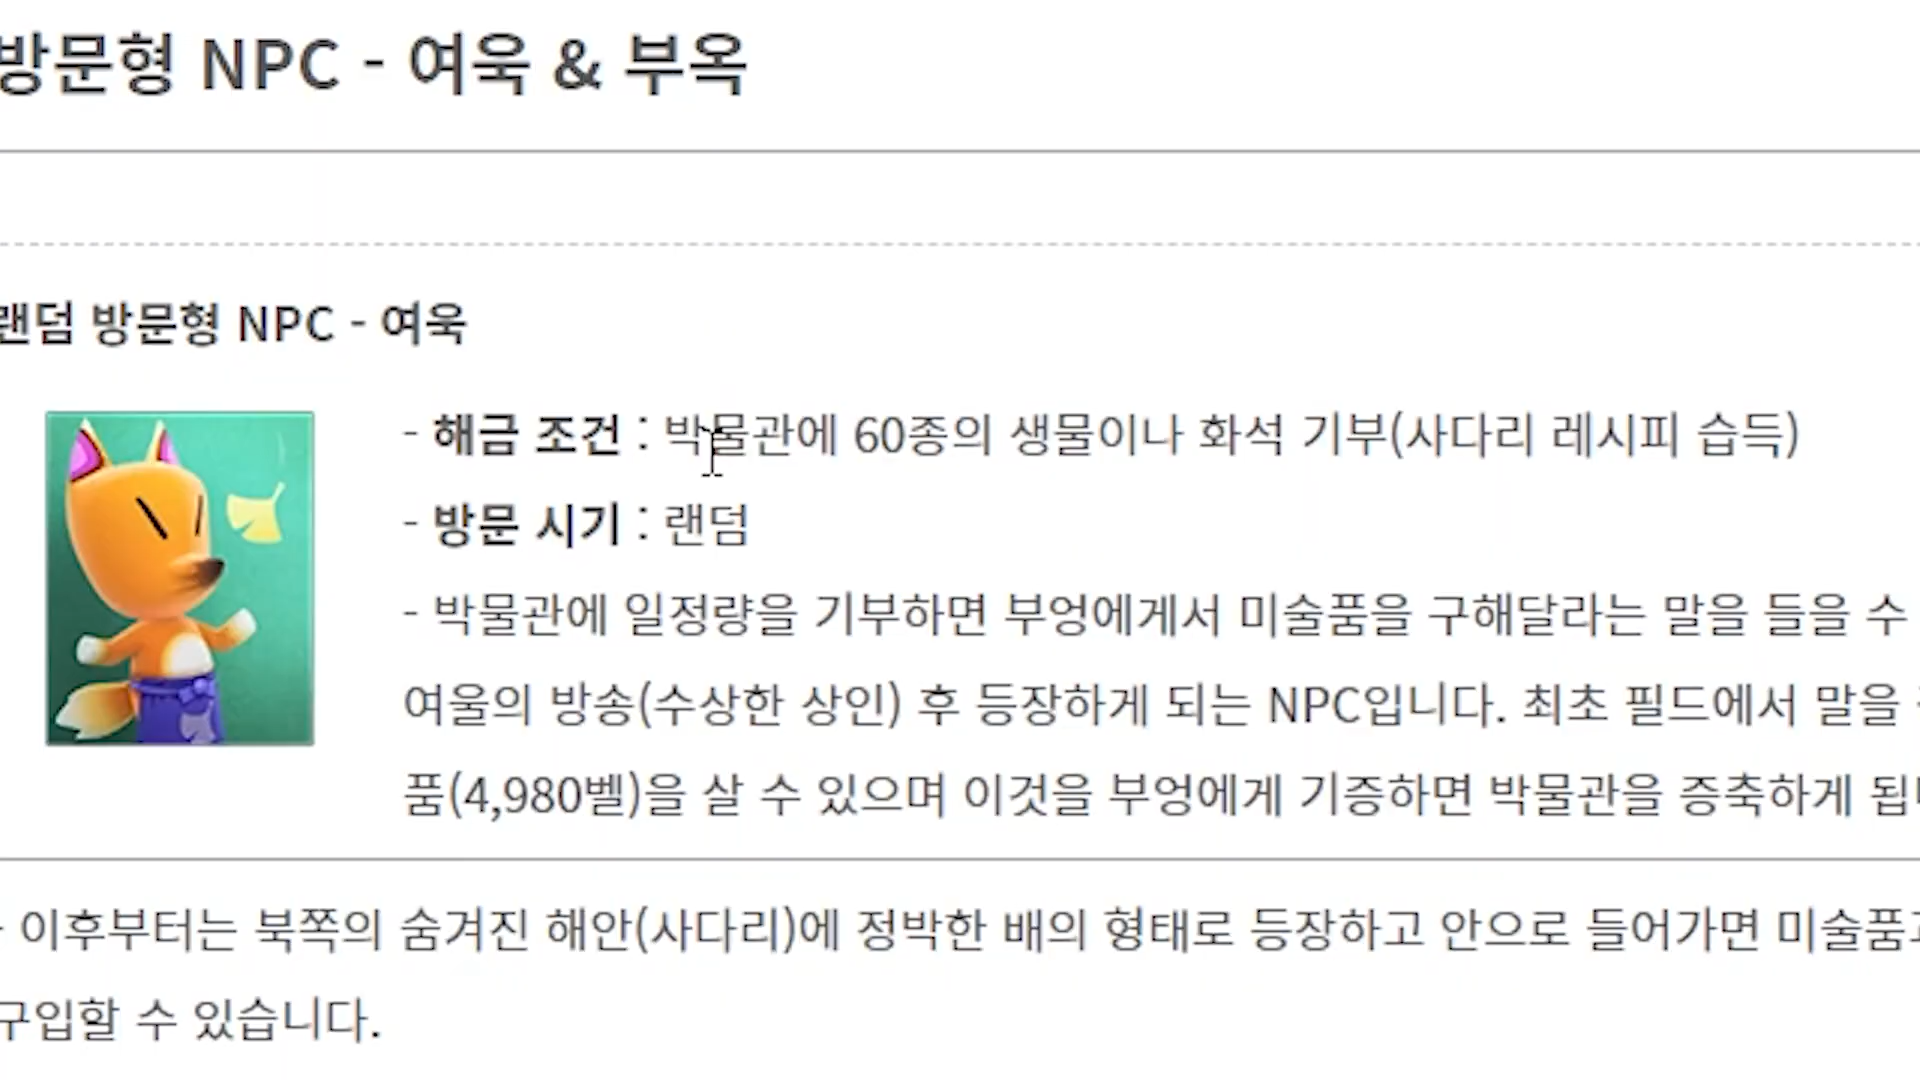 방문형 NPC - 여욱 & 부옥
랜덤 방문형 NPC - 여욱
- 해금 조건 : 박물관에 60종의 생물이나 화석 기부(사다리 레시피 습득)
- 방문 시기 : 랜덤
- 박물관에 일정량을 기부하면 부엉에게서 미술품을 구해달라는 말을 들을 수
여울의 방송(수상한 상인) 후 등장하게 되는 NPC입니다. 최초 필드에서 말을
품(4,980벨)을 살 수 있으며 이것을 부엉에게 기증하면 박물관을 증축하게 됩
- 이후부터는 북쪽의 숨겨진 해안(사다리)에 정박한 배의 형태로 등장하고 안으로 들어가면 미술품
구입할 수 있습니다.